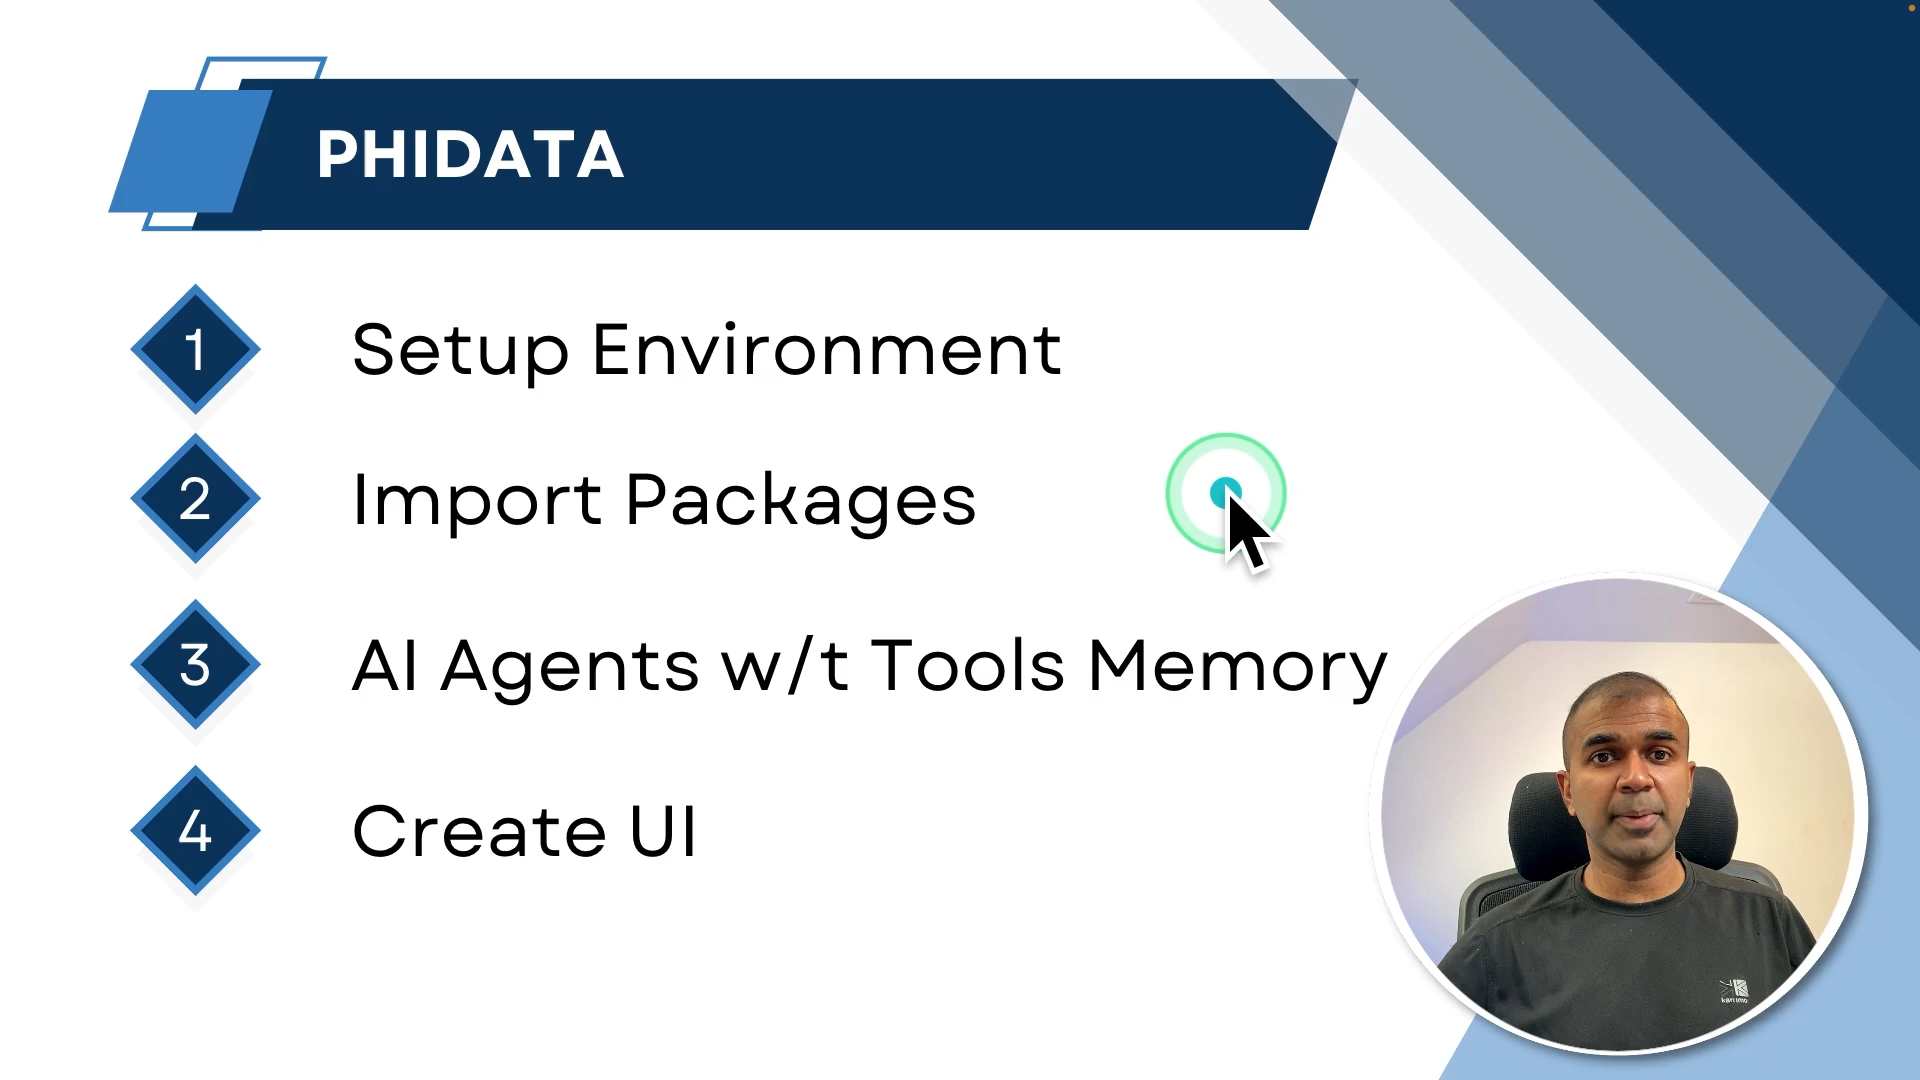 PHIDATA
1 Setup Environment
2 Import Packages
3 AI Agents w/t Tools Memory
4 Create UI